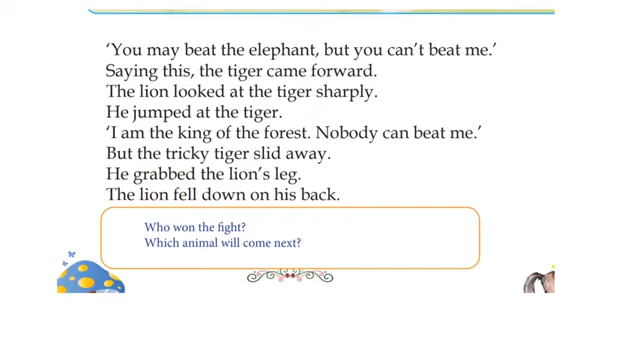 ‘You may beat the elephant, but you can’t beat me.’
Saying this, the tiger came forward.
The lion looked at the tiger sharply.
He jumped at the tiger.
‘I am the king of the forest. Nobody can beat me.’
But the tricky tiger slid away.
He grabbed the lion’s leg.
The lion fell down on his back.
Who won the fight?
Which animal will come next?